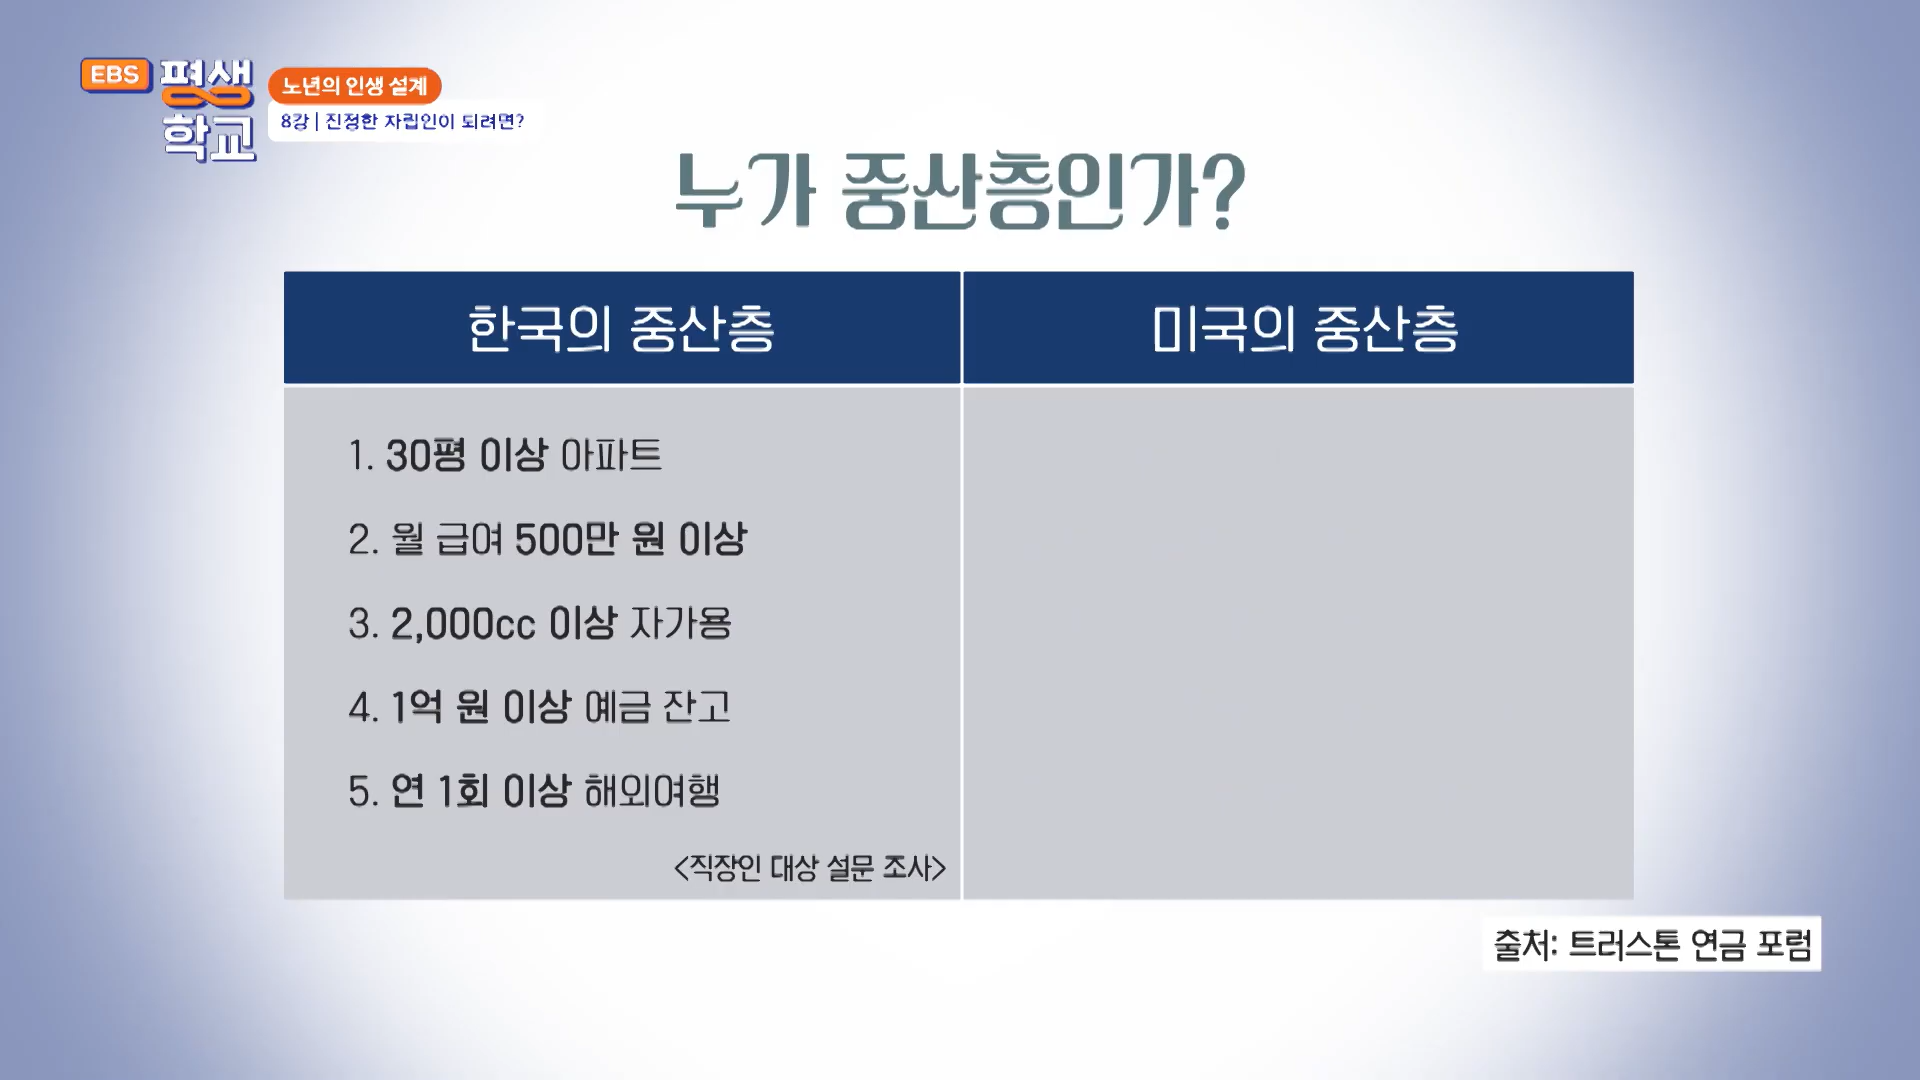 EBS 평생학교
노년의 인생 설계
8강 | 진정한 자립인이 되려면?
누가 중산층인가?
한국의 중산층
미국의 중산층
1. 30평 이상 아파트
2. 월 급여 500만 원 이상
3. 2,000cc 이상 자가용
4. 1억 원 이상 예금 잔고
5. 연 1회 이상 해외여행
<직장인 대상 설문 조사>
출처: 트러스톤 연금 포럼